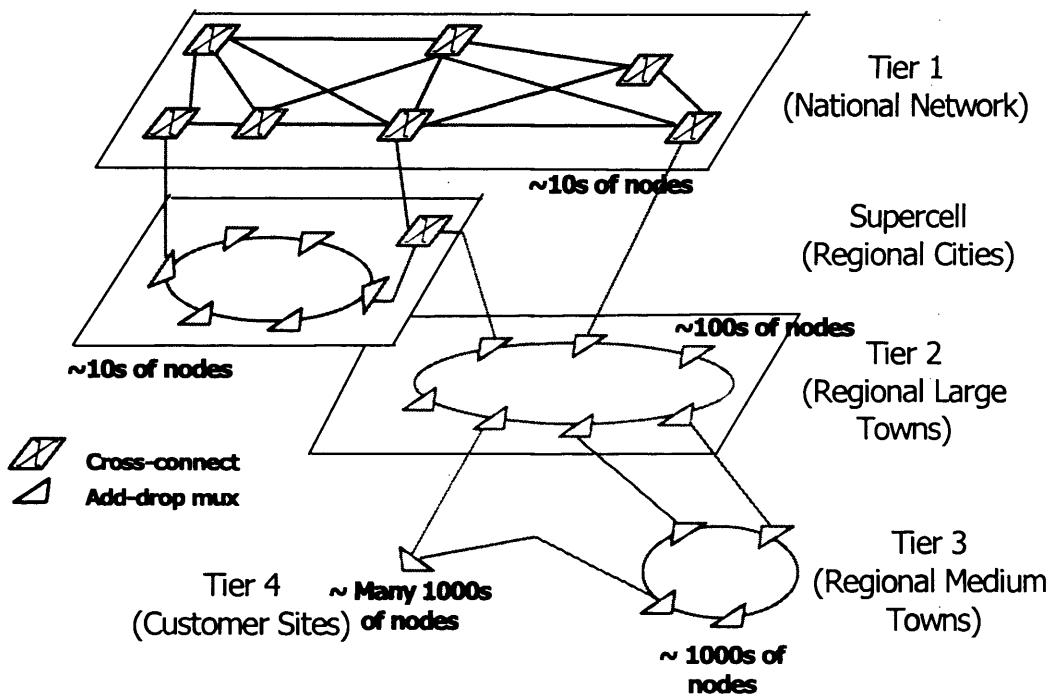 Tier 1
(National Network)
~10s of nodes
Supercell
(Regional Cities)
~100s of nodes
~10s of nodes
Tier 2
(Regional Large
Towns)
Cross-connect
Add-drop mux
Tier 3
(Regional Medium
Towns)
Tier 4
(Customer Sites)
~ Many 1000s
of nodes
~ 1000s of
nodes